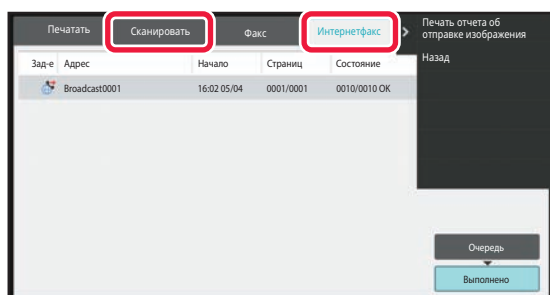 Печатать
Сканировать
Факс
Интернетфакс
Печать отчета об
отправке изображения
Назад
Зад-е Адрес Начало Страниц Состояние
Broadcast0001 16:02 05/04 0001/0001 0010/0010 OK
Очередь
Выполнено